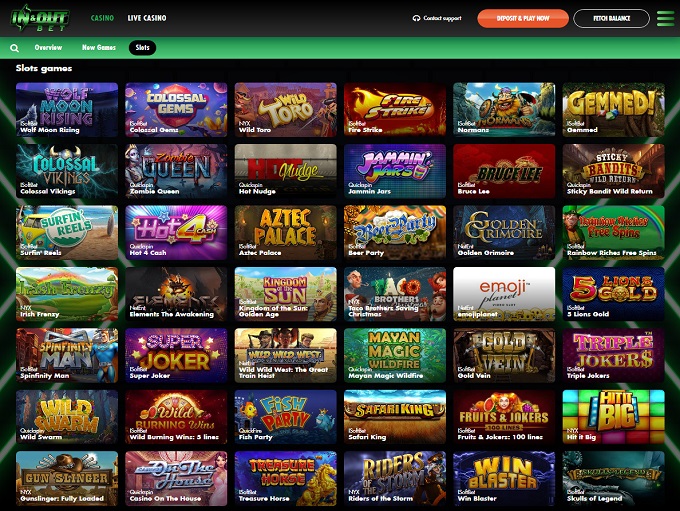 IN&OUT
BET
CASINO
LIVE CASINO
Contact support
DEPOSIT & PLAY NOW
FETCH BALANCE
Overview
New Games
Slots
Slots games
WOLF
MOON
RISING
iSoftBet
Wolf Moon Rising
COLOSSAL
GEMS
iSoftBet
Colossal Gems
WILD
TORO
NYX
Wild Toro
FIRE
STRIKE
iSoftBet
Fire Strike
NORMANS
iSoftBet
Normans
GEMMED!
iSoftBet
Gemmed
COLOSSAL
VIKINGS
iSoftBet
Colossal Vikings
Zombie
QUEEN
Quickspin
Zombie Queen
HOT Nudge
Hot Nudge
JAMMIN'
JARS
Quickspin
Jammin Jars
BRUCE LEE
iSoftBet
Bruce Lee
STICKY
BANDITS
WILD RETURN
Quickspin
Sticky Bandit Wild Return
SURFIN'
REELS
iSoftBet
Surfin' Reels
Hot 4
CASH
Quickspin
Hot 4 Cash
AZTEC
PALACE
iSoftBet
Aztec Palace
Beer Party
iSoftBet
Beer Party
GOLDEN
GRIMOIRE
NetEnt
Golden Grimoire
Rainbow Riches
Free Spins
iSoftBet
Rainbow Riches Free Spins
Irish Frenzy
NYX
Irish Frenzy
ELEMENTS
NetEnt
Elements The Awakening
KINGDOM
OF THE
SUN
iSoftBet
Kingdom of the Sun:
Golden Age
TACO
BROTHERS
NYX
Taco Brothers Saving
Christmas
emoji™
planet
VIDEO SLOT
NetEnt
emojiplanet
5 LIONS
GOLD
iSoftBet
5 Lions Gold
SPINFINITY
MAN
iSoftBet
Spinfinity Man
SUPER
JOKER
iSoftBet
Super Joker
WILD WILD WEST
NetEnt
Wild Wild West: The Great
Train Heist
MAYAN
MAGIC
WILDFIRE
Quickspin
Mayan Magic Wildfire
GOLD
VEIN
iSoftBet
Gold Vein
TRIPLE
JOKER$
iSoftBet
Triple Jokers
WILD
SWARM
Quickspin
Wild Swarm
Wild
BURNING WINS
iSoftBet
Wild Burning Wins: 5 lines
FISH
PARTY
QuickFire
Fish Party
SAFARI KING
iSoftBet
Safari King
FRUITS & JOKERS
100 LINES
iSoftBet
Fruits & Jokers: 100 lines
HIT iT
BIG
NYX
Hit it Big
GUN SLINGER
NYX
Gunslinger: Fully Loaded
On The
House
Quickspin
Casino On The House
TREASURE
HORSE
iSoftBet
Treasure Horse
RIDERS
OF THE
STORM
NYX
Riders of the Storm
WIN
BLASTER
iSoftBet
Win Blaster
iSoftBet
Skulls of Legend